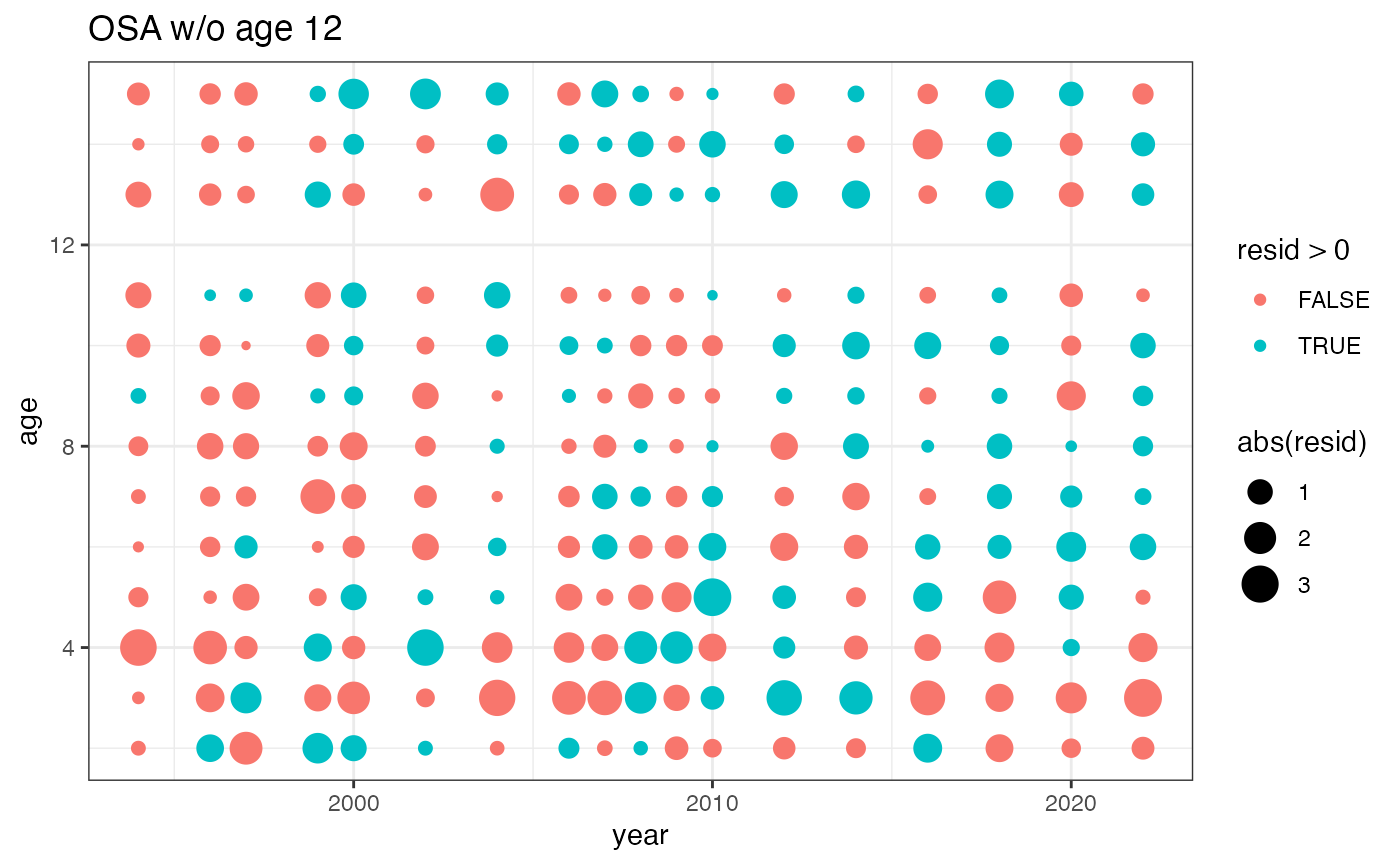 OSA w/o age 12
12
8
4
age
2000 2010 2020
year
resid > 0
FALSE
TRUE
abs(resid)
1
2
3